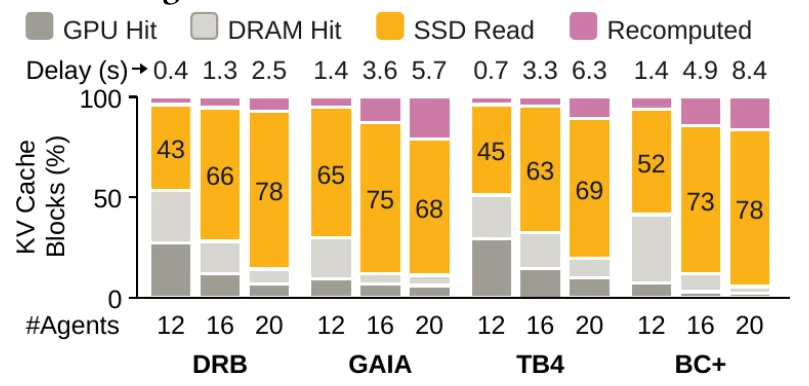 GPU Hit DRAM Hit SSD Read Recomputed
Delay (s) 0.4 1.3 2.5 1.4 3.6 5.7 0.7 3.3 6.3 1.4 4.9 8.4
100
50
0
KV Cache
Blocks (%)
43 66 78 65 75 68 45 63 69 52 73 78
#Agents 12 16 20 12 16 20 12 16 20 12 16 20
DRB GAIA TB4 BC+